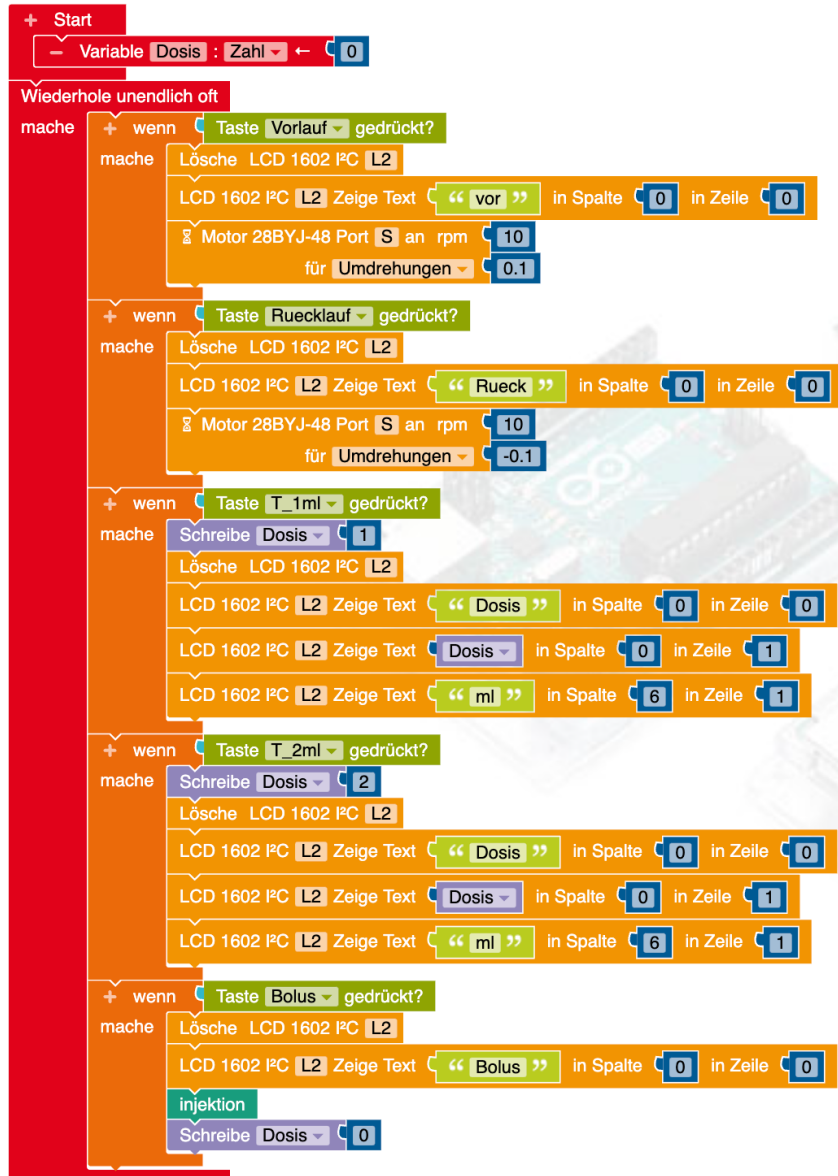 + Start
− Variable Dosis : Zahl ← 0
Wiederhole unendlich oft
mache + wenn Taste Vorlauf gedrückt?
mache Lösche LCD 1602 I²C L2
LCD 1602 I²C L2 Zeige Text “ vor ” in Spalte 0 in Zeile 0
Motor 28BYJ-48 Port S an rpm 10
für Umdrehungen 0.1
+ wenn Taste Ruecklauf gedrückt?
mache Lösche LCD 1602 I²C L2
LCD 1602 I²C L2 Zeige Text “ Rueck ” in Spalte 0 in Zeile 0
Motor 28BYJ-48 Port S an rpm 10
für Umdrehungen -0.1
+ wenn Taste T_1ml gedrückt?
mache Schreibe Dosis 1
Lösche LCD 1602 I²C L2
LCD 1602 I²C L2 Zeige Text “ Dosis ” in Spalte 0 in Zeile 0
LCD 1602 I²C L2 Zeige Text Dosis in Spalte 0 in Zeile 1
LCD 1602 I²C L2 Zeige Text “ ml ” in Spalte 6 in Zeile 1
+ wenn Taste T_2ml gedrückt?
mache Schreibe Dosis 2
Lösche LCD 1602 I²C L2
LCD 1602 I²C L2 Zeige Text “ Dosis ” in Spalte 0 in Zeile 0
LCD 1602 I²C L2 Zeige Text Dosis in Spalte 0 in Zeile 1
LCD 1602 I²C L2 Zeige Text “ ml ” in Spalte 6 in Zeile 1
+ wenn Taste Bolus gedrückt?
mache Lösche LCD 1602 I²C L2
LCD 1602 I²C L2 Zeige Text “ Bolus ” in Spalte 0 in Zeile 0
injektion
Schreibe Dosis 0